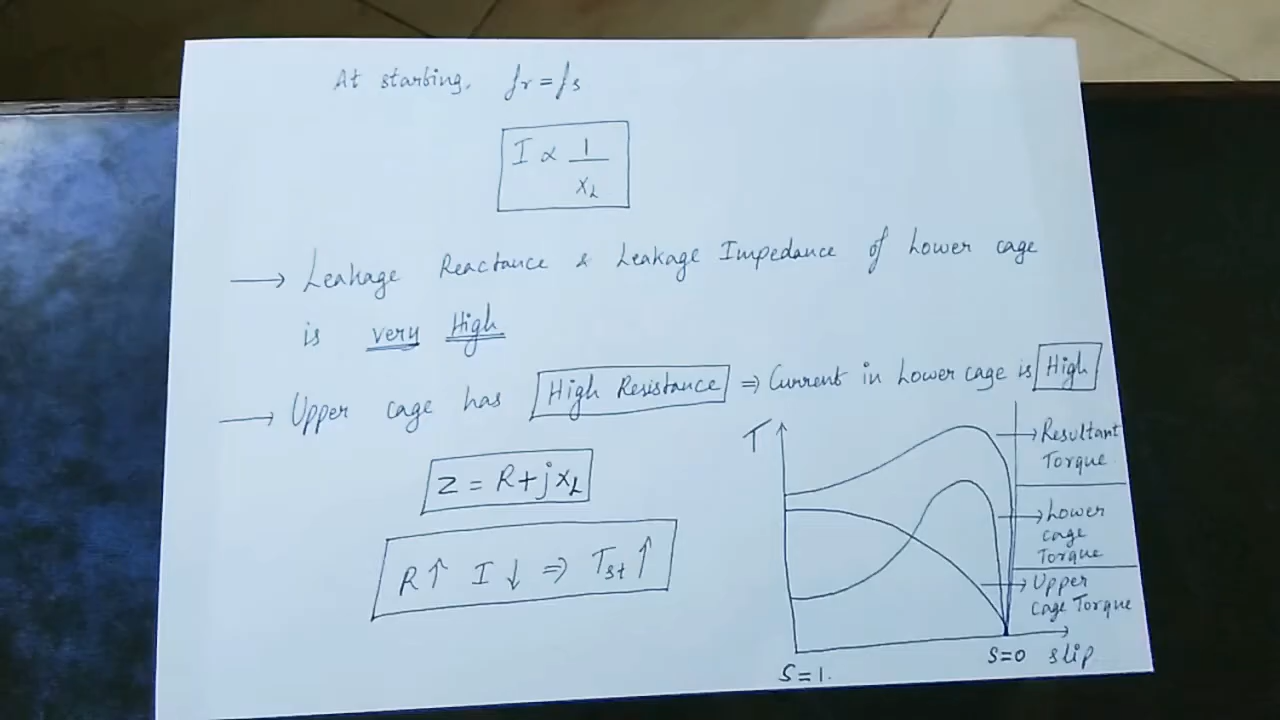 At starting, fr = fs
I ∝ 1
XL
→ Leakage Reactance & Leakage Impedance of Lower cage
is very High
→ Upper cage has High Resistance ⇒ Current in Lower cage is High
Z = R + jXL
R↑ I↓ ⇒ Tst↑
T
Resultant
Torque
Lower
cage
Torque
Upper
cage Torque
S=1.
S=0 slip